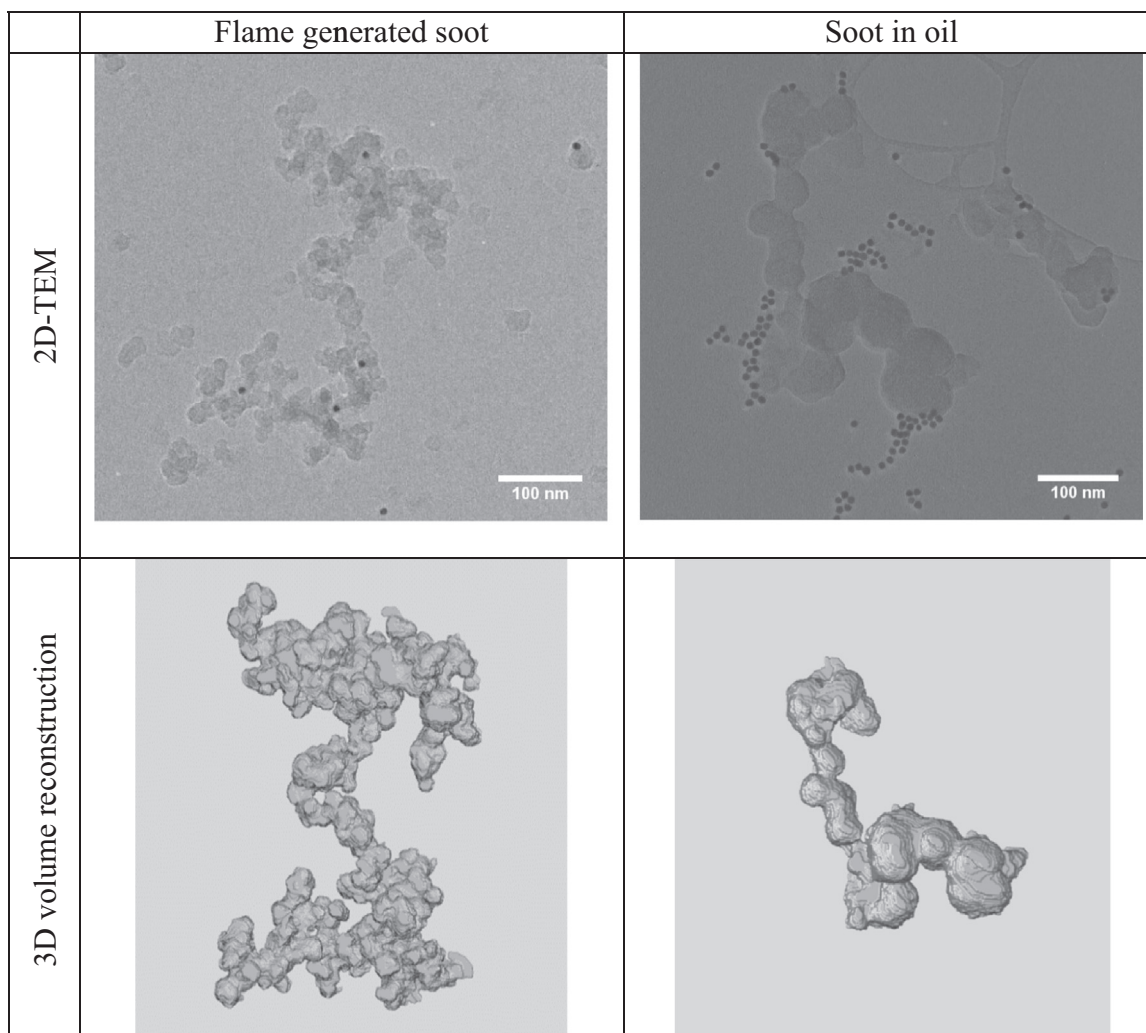 Flame generated soot
Soot in oil
2D-TEM
100 nm
100 nm
3D volume reconstruction